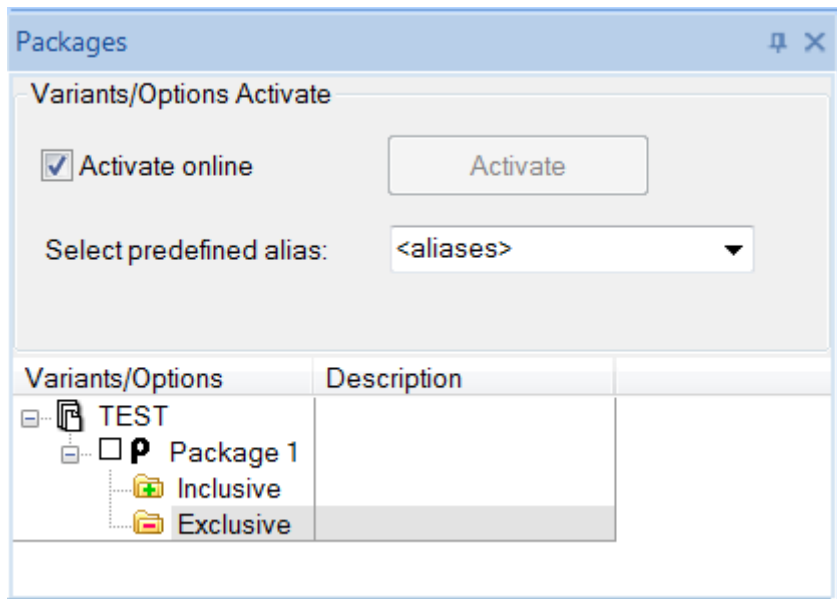 Packages
Variants/Options Activate
Activate online Activate
Select predefined alias: <aliases>
Variants/Options Description
TEST
P Package 1
Inclusive
Exclusive